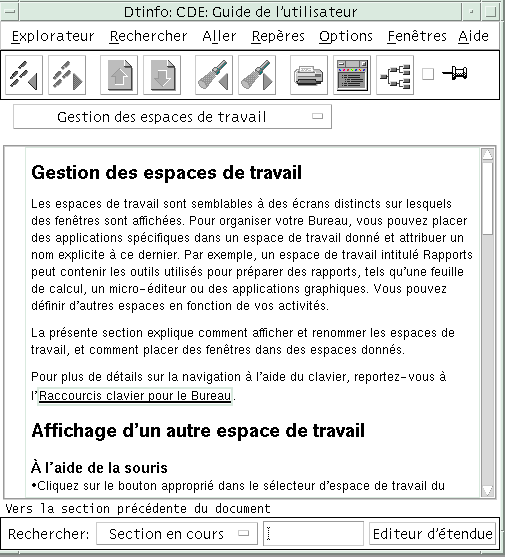 Dtinfo: CDE: Guide de l'utilisateur
Explorateur Rechercher Aller Repères Options Fenêtres Aide
Gestion des espaces de travail
Gestion des espaces de travail
Les espaces de travail sont semblables à des écrans distincts sur lesquels
des fenêtres sont affichées. Pour organiser votre Bureau, vous pouvez placer
des applications spécifiques dans un espace de travail donné et attribuer un
nom explicite à ce dernier. Par exemple, un espace de travail intitulé Rapports
peut contenir les outils utilisés pour préparer des rapports, tels qu'une feuille
de calcul, un micro-éditeur ou des applications graphiques. Vous pouvez
définir d'autres espaces en fonction de vos activités.
La présente section explique comment afficher et renommer les espaces de
travail, et comment placer des fenêtres dans des espaces donnés.
Pour plus de détails sur la navigation à l'aide du clavier, reportez-vous à
l'Raccourcis clavier pour le Bureau.
Affichage d'un autre espace de travail
À l'aide de la souris
•Cliquez sur le bouton approprié dans le sélecteur d'espace de travail du
Vers la section précédente du document
Rechercher: Section en cours Editeur d'étendue